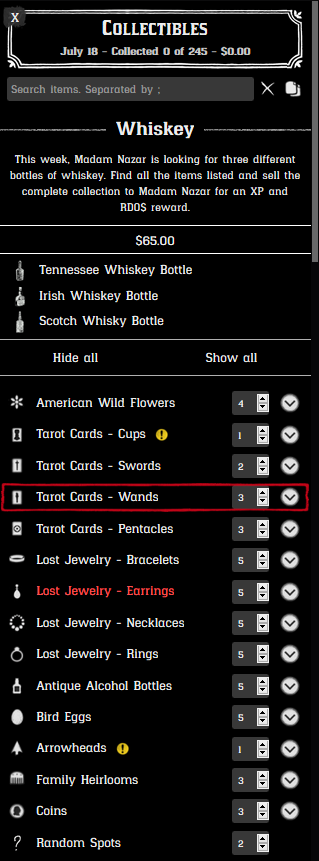 X
Collectibles
July 18 - Collected 0 of 245 - $0.00
Search items. Separated by ;
Whiskey
This week, Madam Nazar is looking for three different
bottles of whiskey. Find all the items listed and sell the
complete collection to Madam Nazar for an XP and
RDO$ reward.
$65.00
Tennessee Whiskey Bottle
Irish Whiskey Bottle
Scotch Whisky Bottle
Hide all Show all
American Wild Flowers 4
Tarot Cards - Cups ! 1
Tarot Cards - Swords 2
Tarot Cards - Wands 3
Tarot Cards - Pentacles 3
Lost Jewelry - Bracelets 5
Lost Jewelry - Earrings 5
Lost Jewelry - Necklaces 5
Lost Jewelry - Rings 5
Antique Alcohol Bottles 5
Bird Eggs 5
Arrowheads ! 1
Family Heirlooms 3
Coins 3
? Random Spots 2